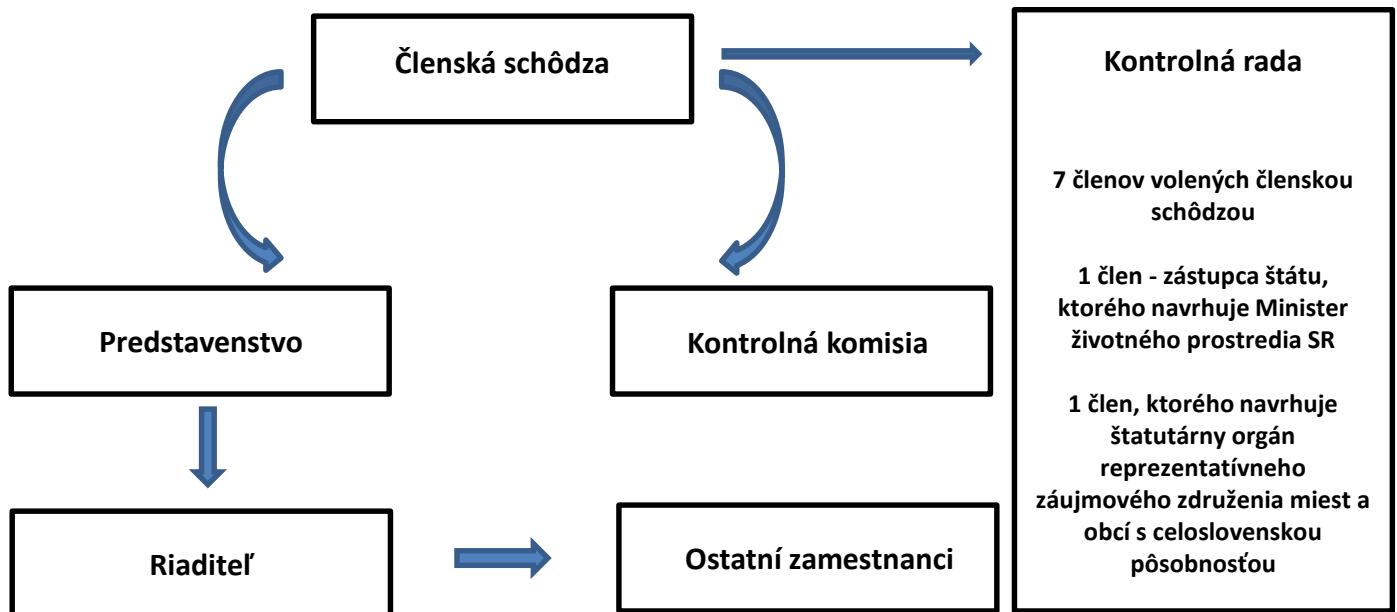 Členská schôdza
Kontrolná rada
7 členov volených členskou
schôdzou
1 člen - zástupca štátu,
ktorého navrhuje Minister
životného prostredia SR
1 člen, ktorého navrhuje
štatutárny orgán
reprezentatívneho
záujmového združenia miest a
obcí s celoslovenskou
pôsobnosťou
Predstavenstvo
Kontrolná komisia
Riaditeľ
Ostatní zamestnanci